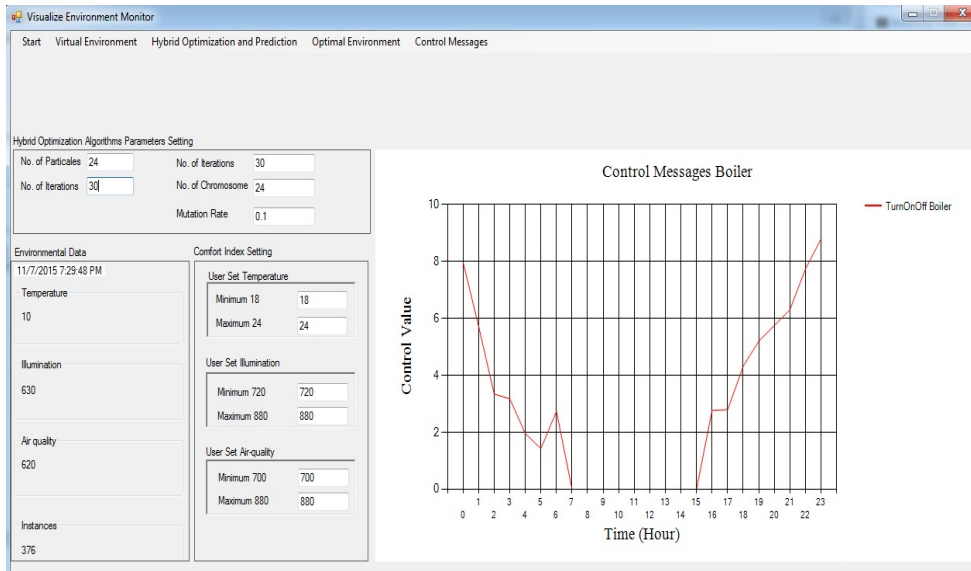 Visualize Environment Monitor
Start Virtual Environment Hybrid Optimization and Prediction Optimal Environment Control Messages
Hybrid Optimization Algorithms Parameters Setting
No. of Particales 24
No. of Iterations 30
No. of Iterations 30
No. of Chromosome 24
Mutation Rate 0.1
Environmental Data
11/7/2015 7:29:48 PM
Temperature
10
Illumination
630
Air quality
620
Instances
376
Comfort Index Setting
User Set Temperature
Minimum 18 18
Maximum 24 24
User Set Illumination
Minimum 720 720
Maximum 880 880
User Set Air-quality
Minimum 700 700
Maximum 880 880
Control Messages Boiler
TurnOnOff Boiler
Control Value
10
8
6
4
2
0
1 3 5 7 9 11 13 15 17 19 21 23
0 2 4 6 8 10 12 14 16 18 20 22
Time (Hour)